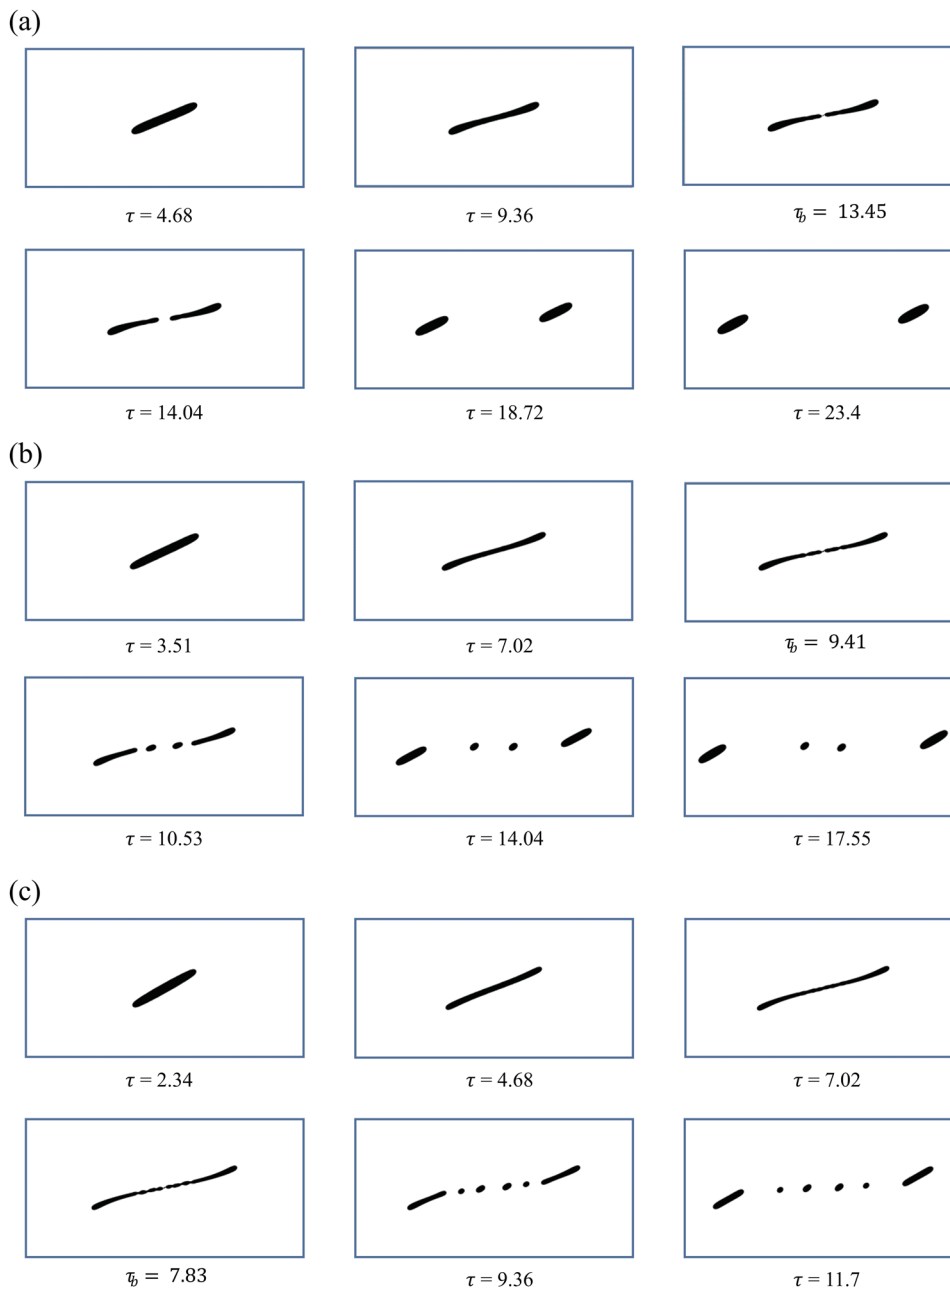 (a)
τ = 4.68 τ = 9.36 τb = 13.45
τ = 14.04 τ = 18.72 τ = 23.4
(b)
τ = 3.51 τ = 7.02 τb = 9.41
τ = 10.53 τ = 14.04 τ = 17.55
(c)
τ = 2.34 τ = 4.68 τ = 7.02
τb = 7.83 τ = 9.36 τ = 11.7